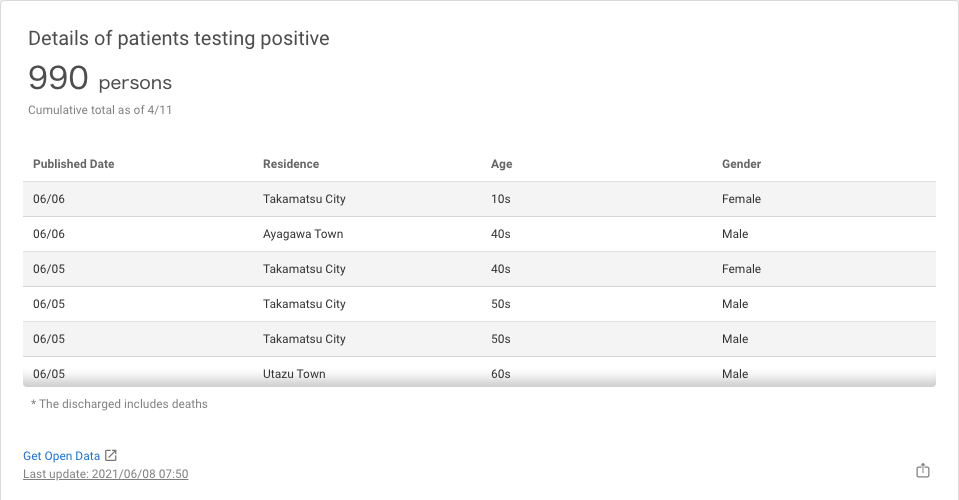 Details of patients testing positive
990 persons
Cumulative total as of 4/11
Published Date Residence Age Gender
06/06 Takamatsu City 10s Female
06/06 Ayagawa Town 40s Male
06/05 Takamatsu City 40s Female
06/05 Takamatsu City 50s Male
06/05 Takamatsu City 50s Male
06/05 Utazu Town 60s Male
* The discharged includes deaths
Get Open Data
Last update: 2021/06/08 07:50